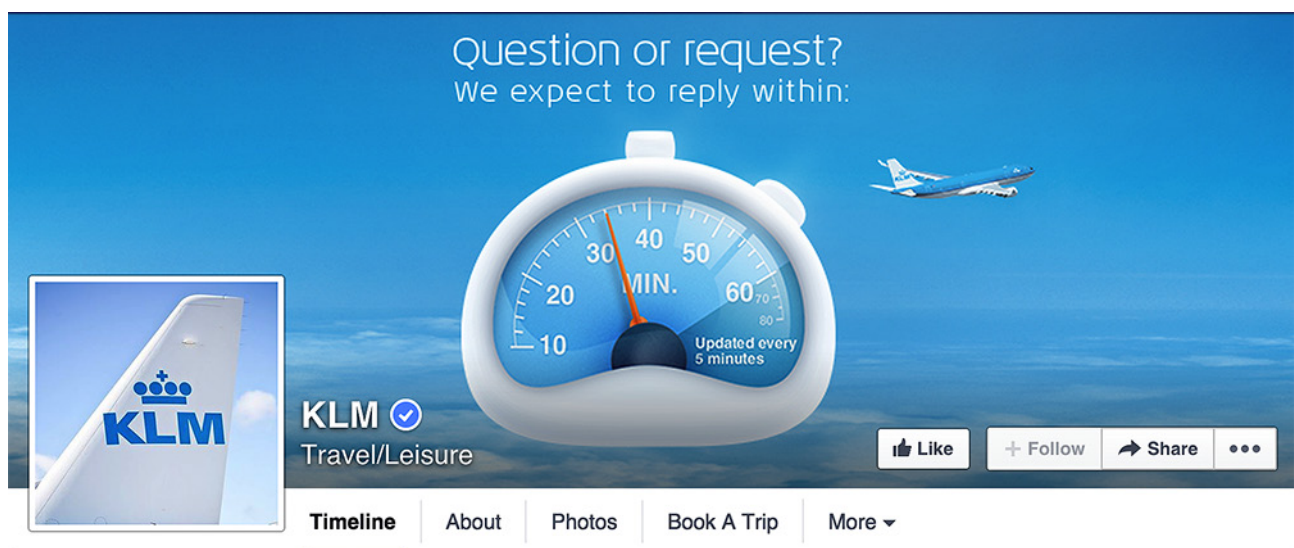 Question or request?
We expect to reply within:
10
20
30
40
50
60
70
80
MIN.
Updated every
5 minutes
KLM
KLM
KLM
Travel/Leisure
Like
+ Follow
Share
Timeline
About
Photos
Book A Trip
More